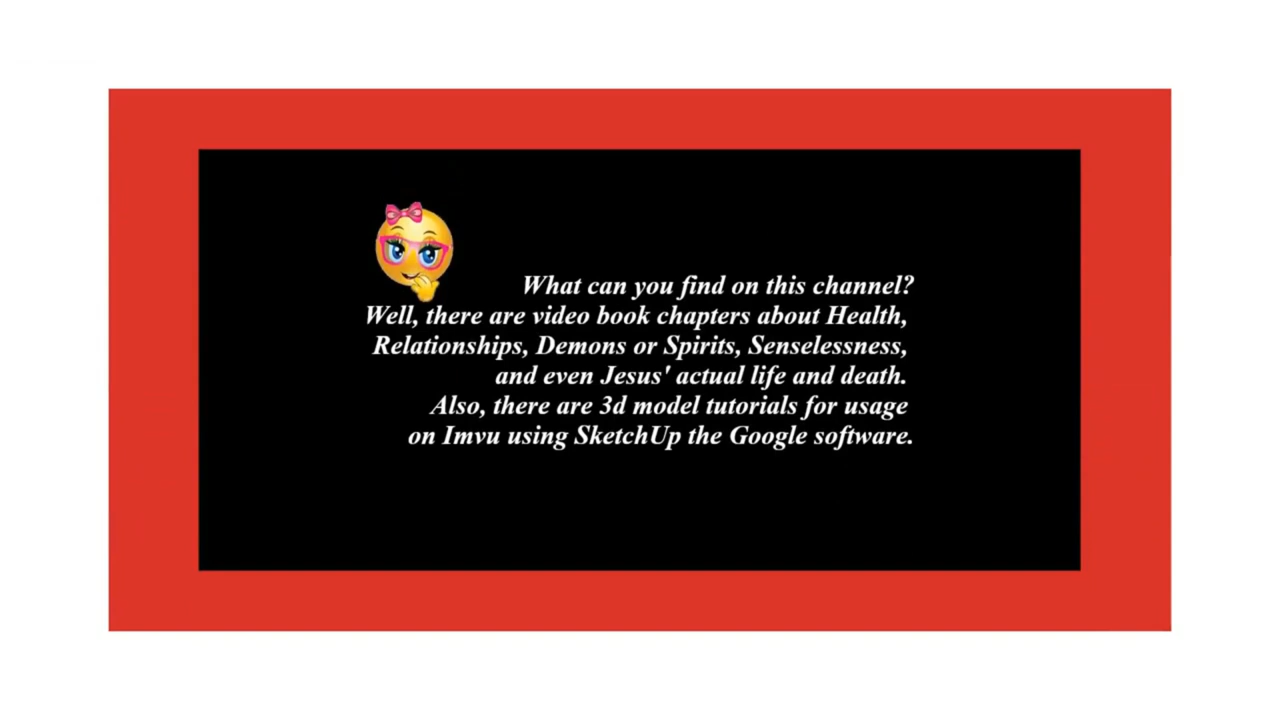 What can you find on this channel?
Well, there are video book chapters about Health,
Relationships, Demons or Spirits, Senselessness,
and even Jesus' actual life and death.
Also, there are 3d model tutorials for usage
on Imvu using SketchUp the Google software.